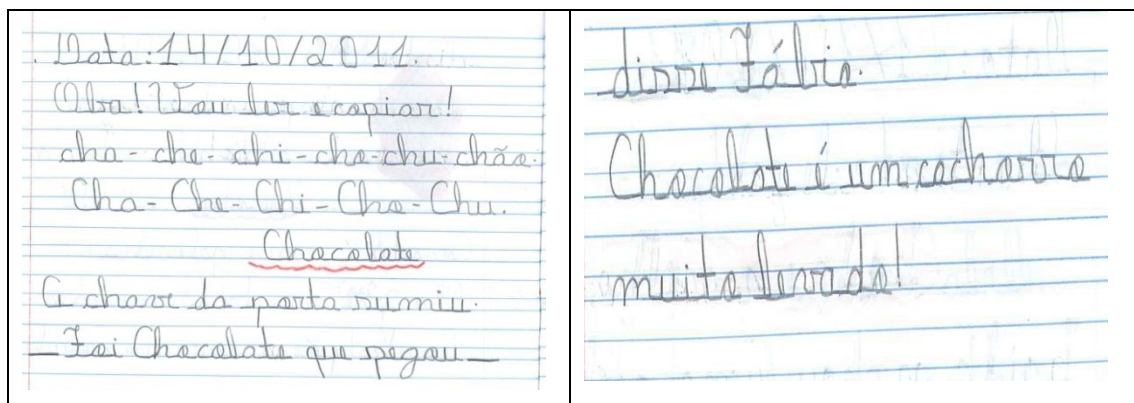 Data: 14/10/2011.
Oba! Vou ler e copiar!
cha - che - chi - cho - chu - chão.
Cha - Che - Chi - Cho - Chu.
Chocolate
A chave da porta sumiu.
_ Foi Chocolate que pegou _
disse Fábio.
Chocolate é um cachorro
muito levado!